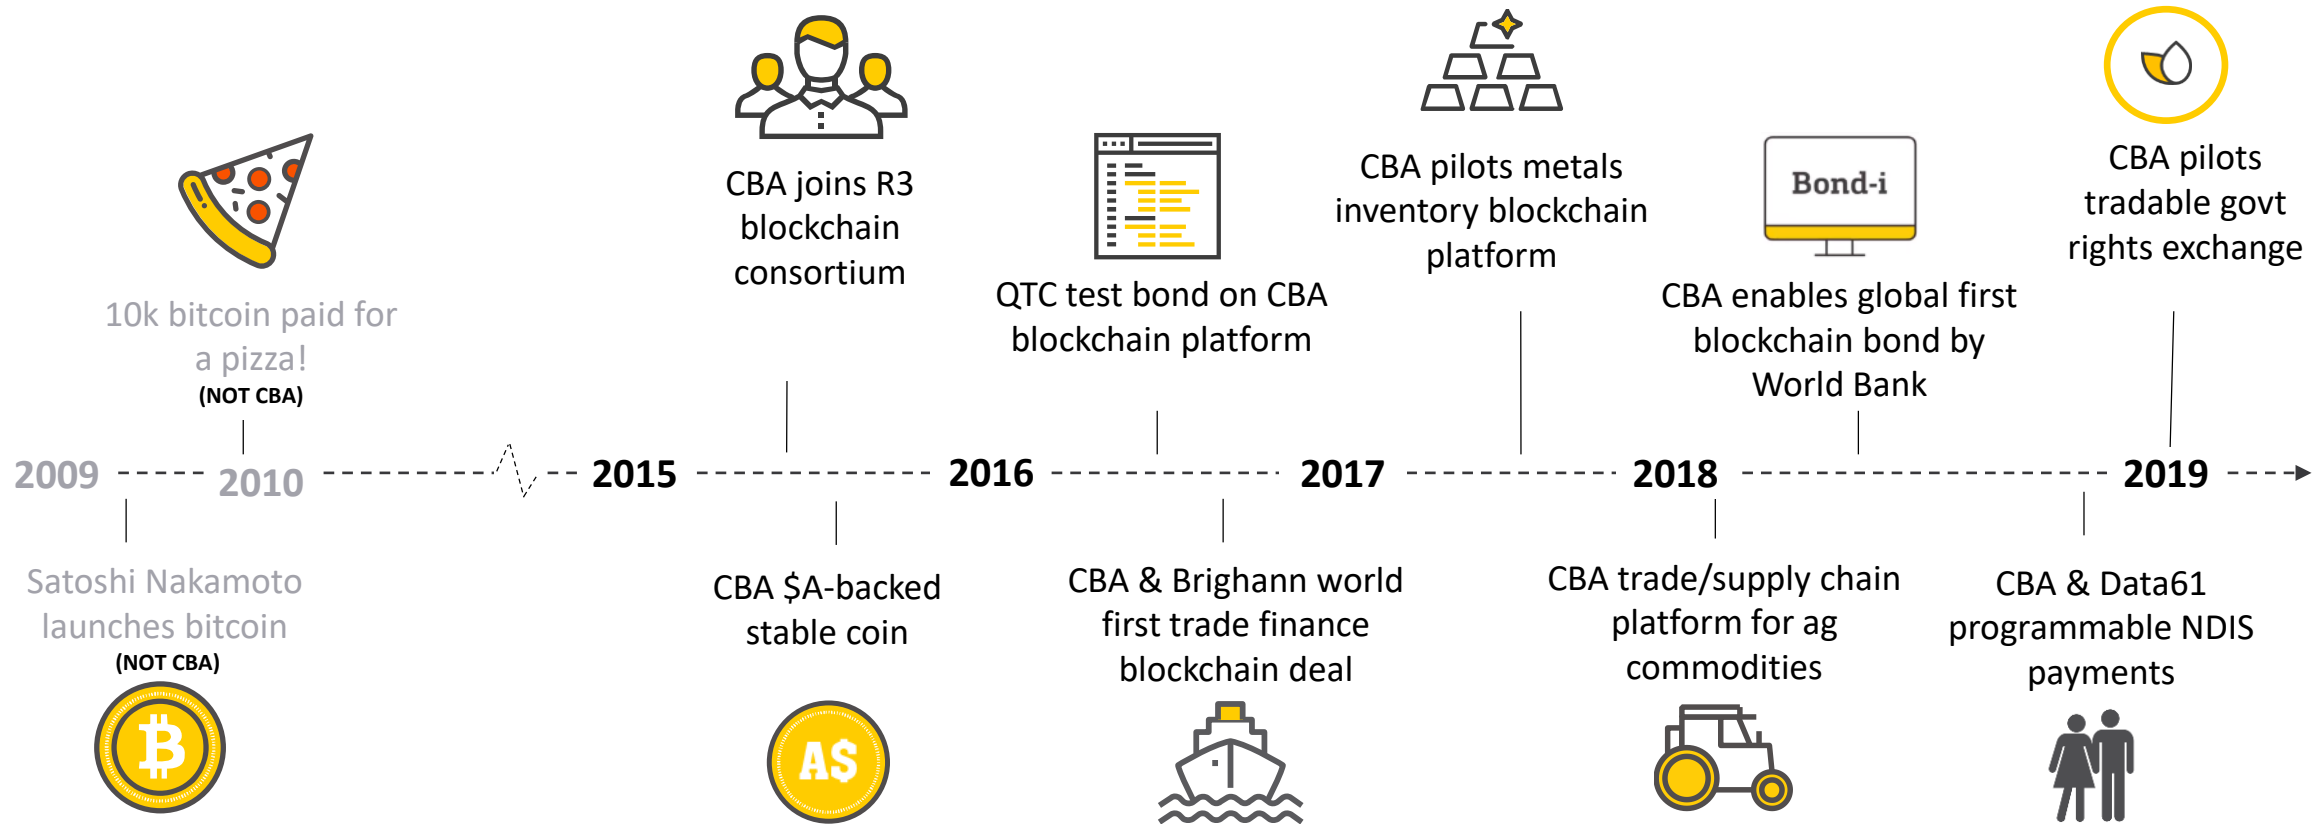 10k bitcoin paid for
a pizza!
(NOT CBA)
CBA joins R3
blockchain
consortium
QTC test bond on CBA
blockchain platform
CBA pilots metals
inventory blockchain
platform
Bond-i
CBA enables global first
blockchain bond by
World Bank
CBA pilots
tradable govt
rights exchange
2009
2010
2015
2016
2017
2018
2019
Satoshi Nakamoto
launches bitcoin
(NOT CBA)
CBA $A-backed
stable coin
A$
CBA & Brighann world
first trade finance
blockchain deal
CBA trade/supply chain
platform for ag
commodities
CBA & Data61
programmable NDIS
payments